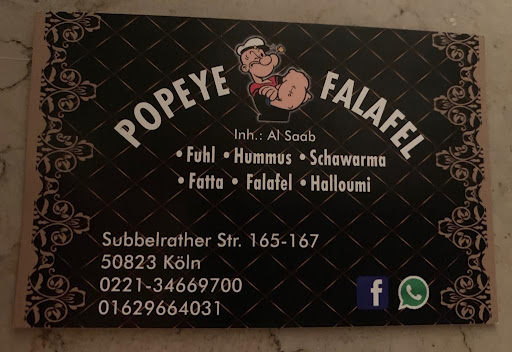 POPEYE FALAFEL
Inh.: Al Saab
• Fuhl • Hummus • Schawarma
• Fatta • Falafel • Halloumi
Subbelrather Str. 165-167
50823 Köln
0221-34669700
01629664031